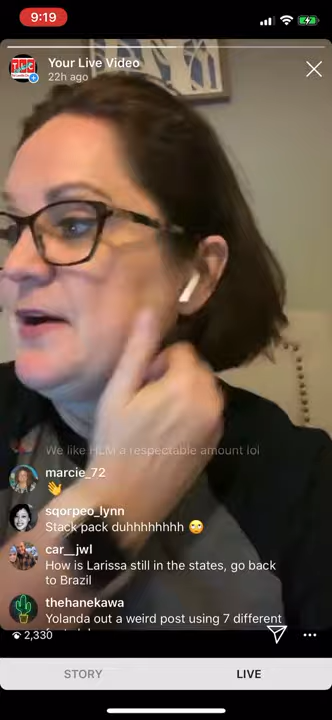 9:19
TLC
Your Live Video
22h ago
We like HLM a respectable amount lol
marcie_72
👋
sqorpeo_lynn
Stack pack duhhhhhhhh 🙄
car__jwl
How is Larissa still in the states, go back
to Brazil
thehanekawa
Yolanda out a weird post using 7 different
2,330
STORY
LIVE